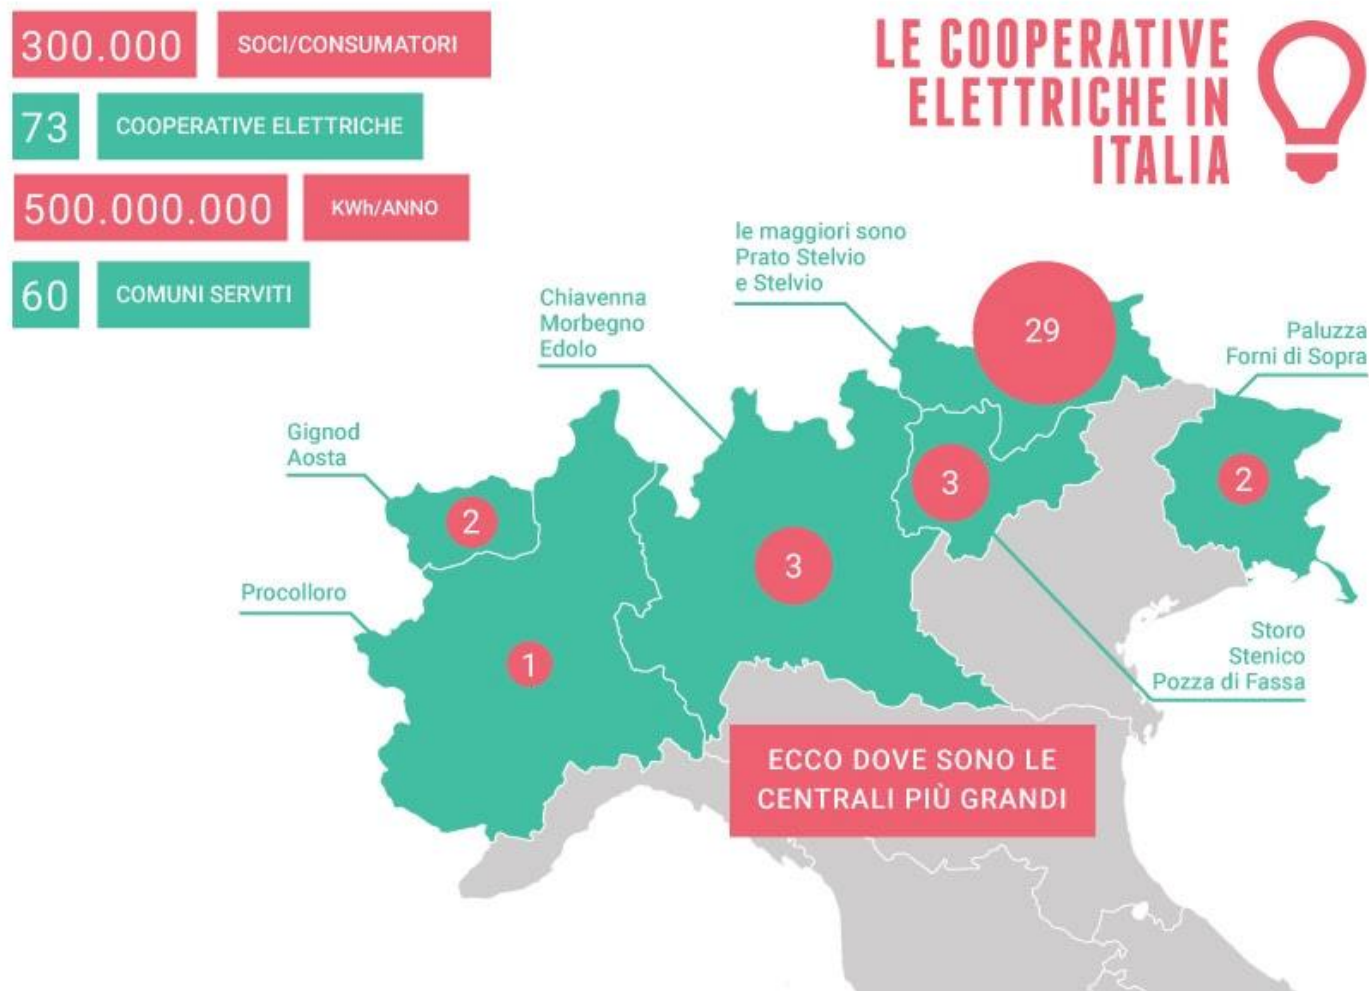 300.000 SOCI/CONSUMATORI
73 COOPERATIVE ELETTRICHE
500.000.000 KWh/ANNO
60 COMUNI SERVITI
LE COOPERATIVE
ELETTRICHE IN
ITALIA
le maggiori sono
Prato Stelvio
e Stelvio
29
Chiavenna
Morbegno
Edolo
Paluzza
Forni di Sopra
Gignod
Aosta
2
3
3
2
Procolloro
1
Storo
Stenico
Pozza di Fassa
ECCO DOVE SONO LE
CENTRALI PIÙ GRANDI